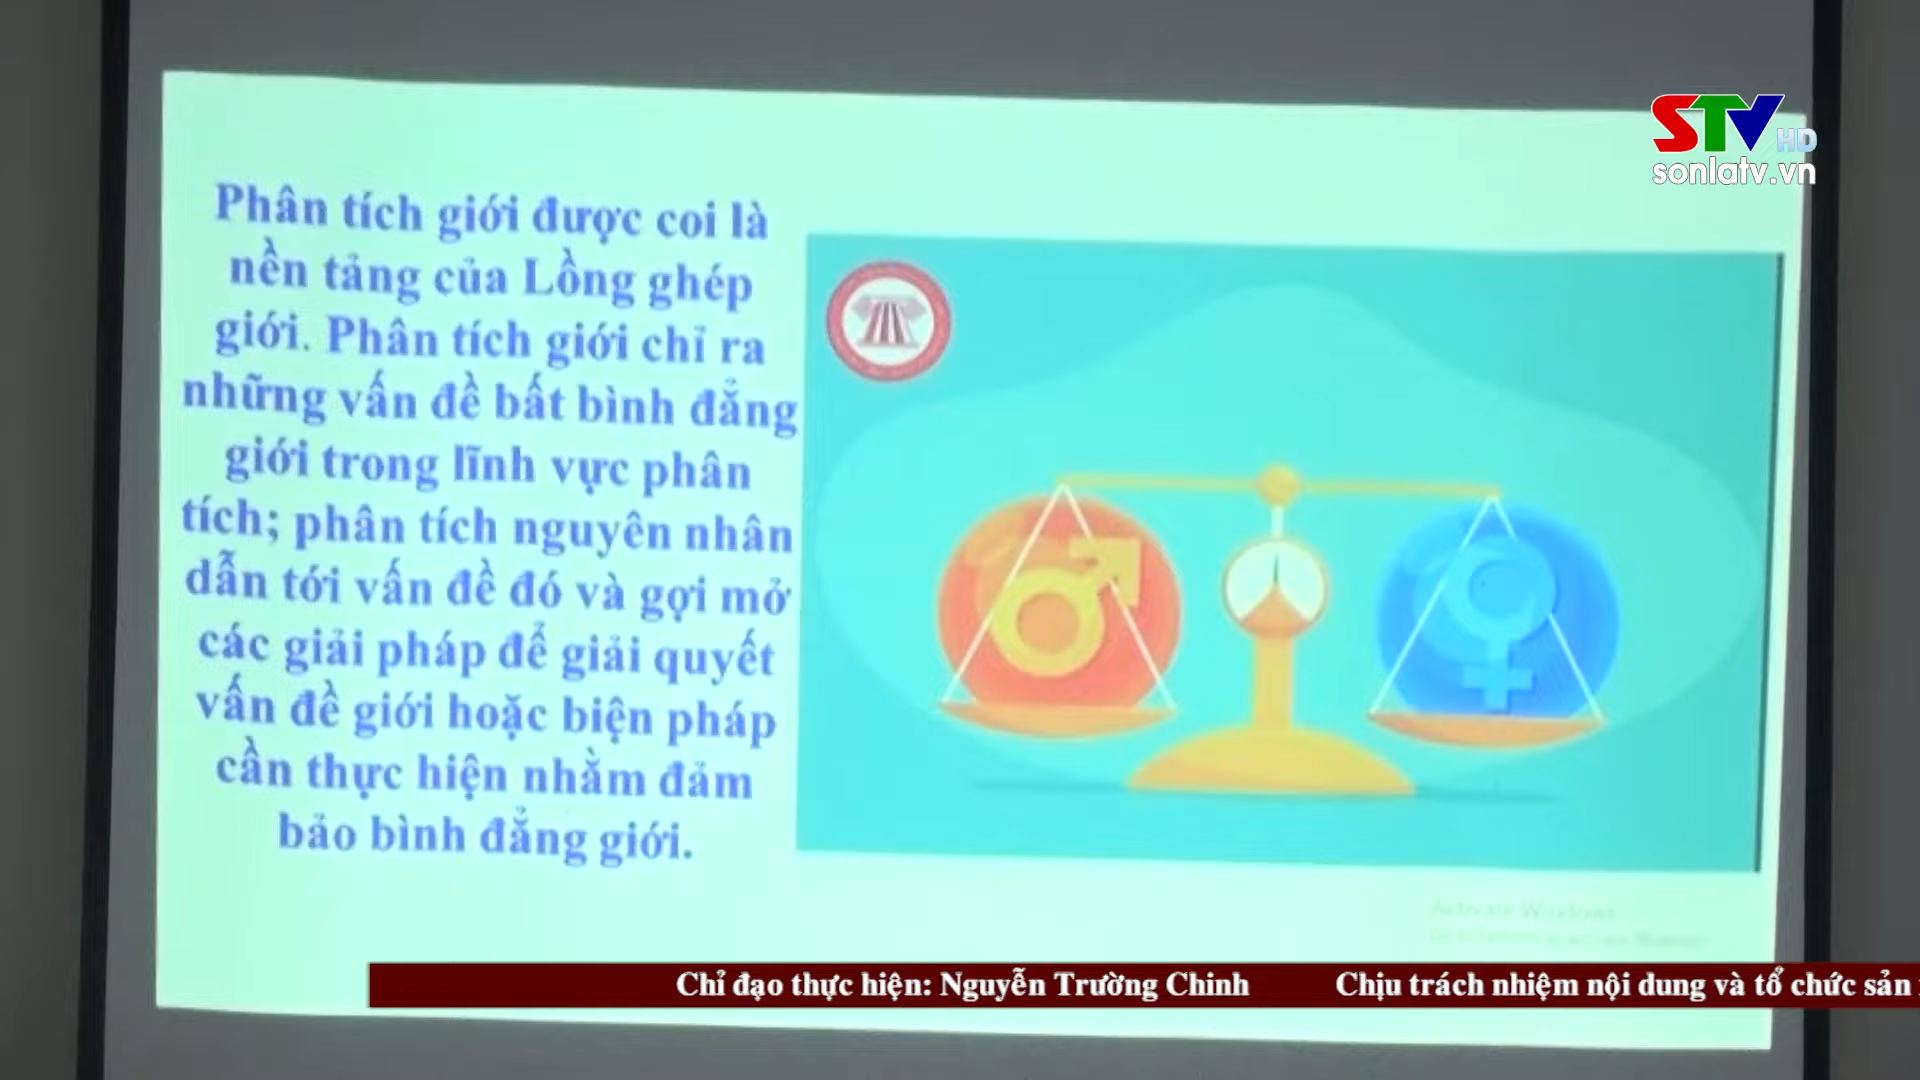 STV HD
sonlatv.vn
Phân tích giới được coi là
nền tảng của Lồng ghép
giới. Phân tích giới chỉ ra
những vấn đề bất bình đẳng
giới trong lĩnh vực phân
tích; phân tích nguyên nhân
dẫn tới vấn đề đó và gợi mở
các giải pháp để giải quyết
vấn đề giới hoặc biện pháp
cần thực hiện nhằm đảm
bảo bình đẳng giới.
Activate Windows
Chỉ đạo thực hiện: Nguyễn Trường Chinh Chịu trách nhiệm nội dung và tổ chức sản